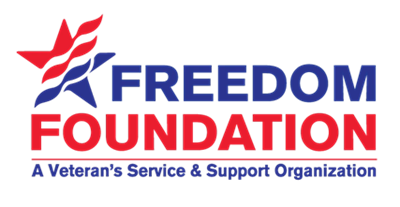 FREEDOM
FOUNDATION
A Veteran's Service & Support Organization